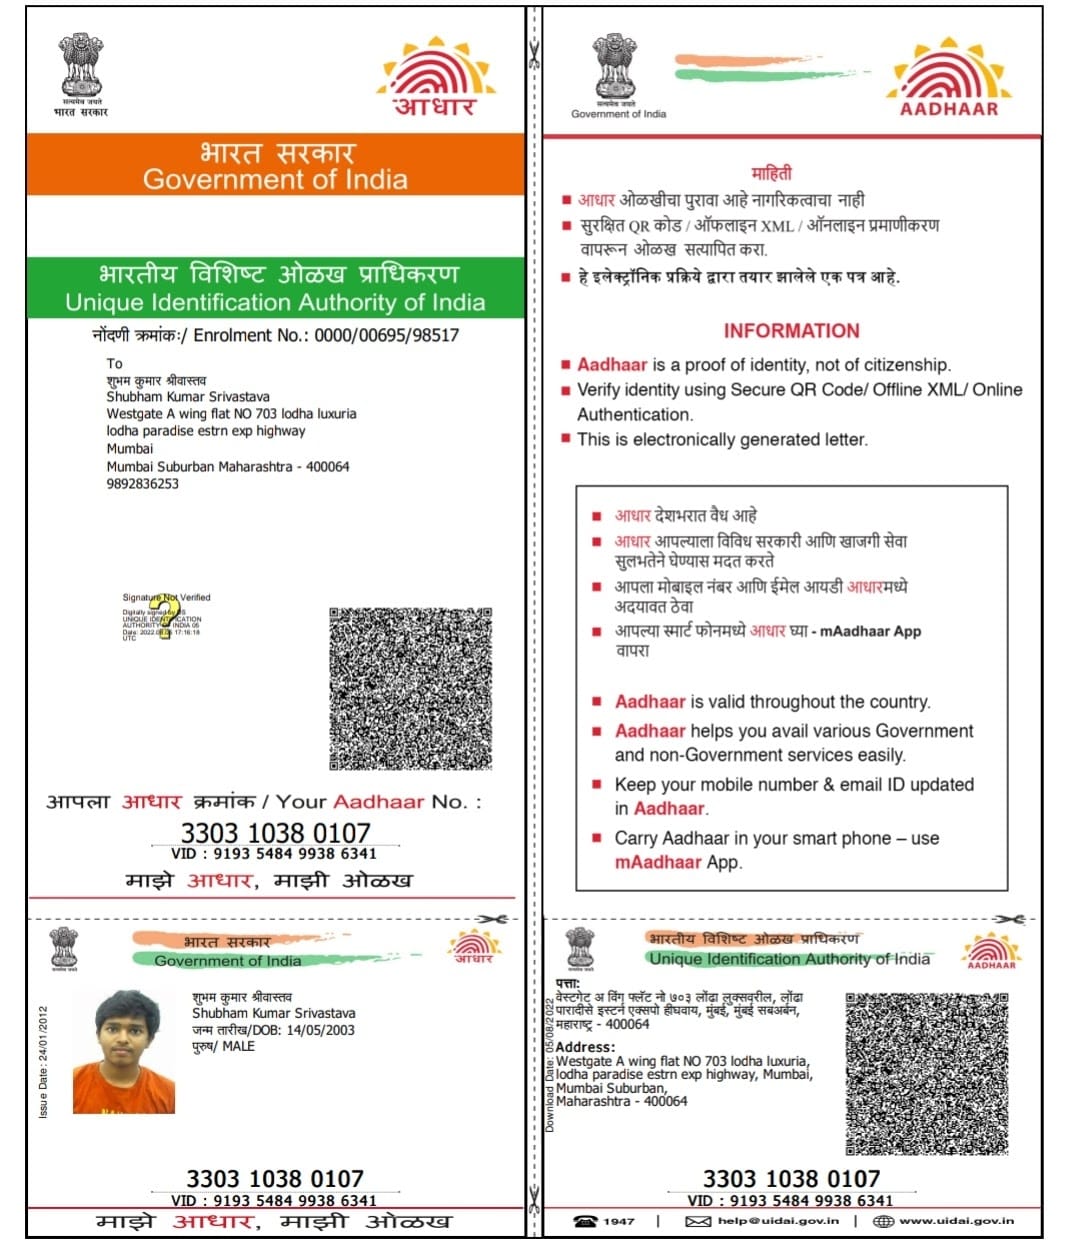 सत्यमेव जयते
भारत सरकार
आधार
भारत सरकार
Government of India
भारतीय विशिष्ट ओळख प्राधिकरण
Unique Identification Authority of India
नोंदणी क्रमांकः/ Enrolment No.: 0000/00695/98517
To
शुभम कुमार श्रीवास्तव
Shubham Kumar Srivastava
Westgate A wing flat NO 703 lodha luxuria
lodha paradise estrn exp highway
Mumbai
Mumbai Suburban Maharashtra - 400064
9892836253
Signature Not Verified
Digitally signed by DS
UNIQUE IDENTIFICATION
AUTHORITY OF INDIA 05
Date: 2022.08.05 17:16:18
UTC
आपला आधार क्रमांक / Your Aadhaar No. :
3303 1038 0107
VID : 9193 5484 9938 6341
माझे आधार, माझी ओळख
सत्यमेव जयते
Government of India
AADHAAR
माहिती
आधार ओळखीचा पुरावा आहे नागरिकत्वाचा नाही
सुरक्षित QR कोड / ऑफलाइन XML / ऑनलाइन प्रमाणीकरण
वापरून ओळख सत्यापित करा.
हे इलेक्ट्रॉनिक प्रक्रिये द्वारा तयार झालेले एक पत्र आहे.
INFORMATION
Aadhaar is a proof of identity, not of citizenship.
Verify identity using Secure QR Code/ Offline XML/ Online
Authentication.
This is electronically generated letter.
आधार देशभरात वैध आहे
आधार आपल्याला विविध सरकारी आणि खाजगी सेवा
सुलभतेने घेण्यास मदत करते
आपला मोबाइल नंबर आणि ईमेल आयडी आधारमध्ये
अदयावत ठेवा
आपल्या स्मार्ट फोनमध्ये आधार घ्या - mAadhaar App
वापरा
Aadhaar is valid throughout the country.
Aadhaar helps you avail various Government
and non-Government services easily.
Keep your mobile number & email ID updated
in Aadhaar.
Carry Aadhaar in your smart phone – use
mAadhaar App.
सत्यमेव जयते
भारत सरकार
Government of India
आधार
Issue Date: 24/01/2012
शुभम कुमार श्रीवास्तव
Shubham Kumar Srivastava
जन्म तारीख/DOB: 14/05/2003
पुरुष/ MALE
3303 1038 0107
VID : 9193 5484 9938 6341
माझे आधार, माझी ओळख
सत्यमेव जयते
भारतीय विशिष्ट ओळख प्राधिकरण
Unique Identification Authority of India
AADHAAR
Download Date: 05/08/2022
पत्ता:
वेस्टगेट अ विंग फ्लॅट नो ७०३ लोंढा लुक्सवरील, लोंढा
पारादीसे इस्टर्न एक्सपो हीघवाय, मुंबई, मुंबई सबअर्बन,
महाराष्ट्र - 400064
Address:
Westgate A wing flat NO 703 lodha luxuria,
lodha paradise estrn exp highway, Mumbai,
Mumbai Suburban,
Maharashtra - 400064
3303 1038 0107
VID : 9193 5484 9938 6341
1947 | help@uidai.gov.in | www.uidai.gov.in